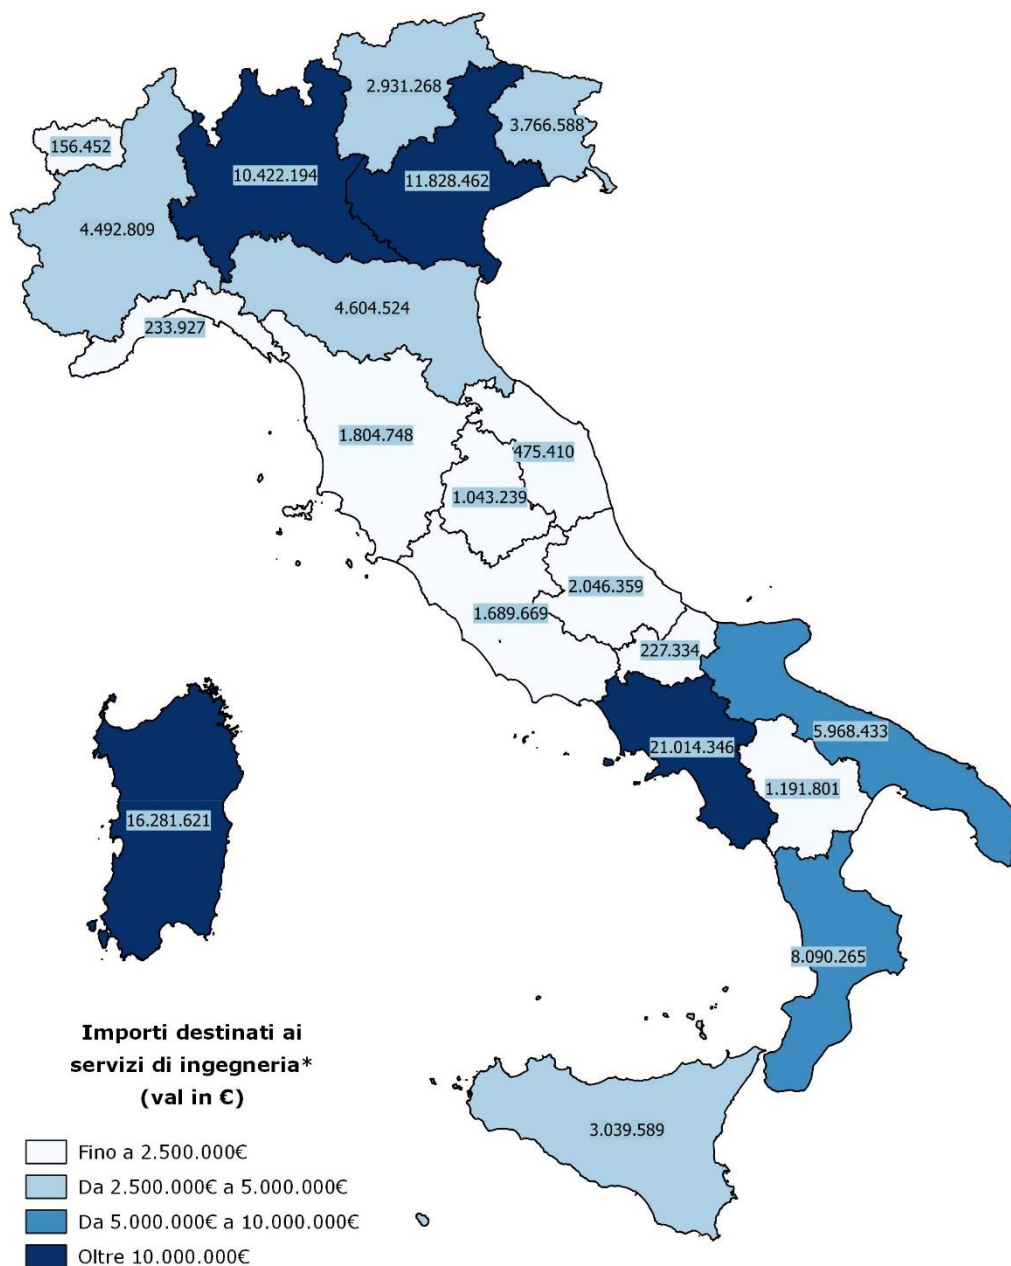 2.931.268
3.766.588
156.452
10.422.194
11.828.462
4.492.809
4.604.524
233.927
1.804.748
475.410
1.043.239
2.046.359
1.689.669
227.334
5.968.433
21.014.346
1.191.801
16.281.621
8.090.265
3.039.589
Importi destinati ai
servizi di ingegneria*
(val in €)
Fino a 2.500.000€
Da 2.500.000€ a 5.000.000€
Da 5.000.000€ a 10.000.000€
Oltre 10.000.000€